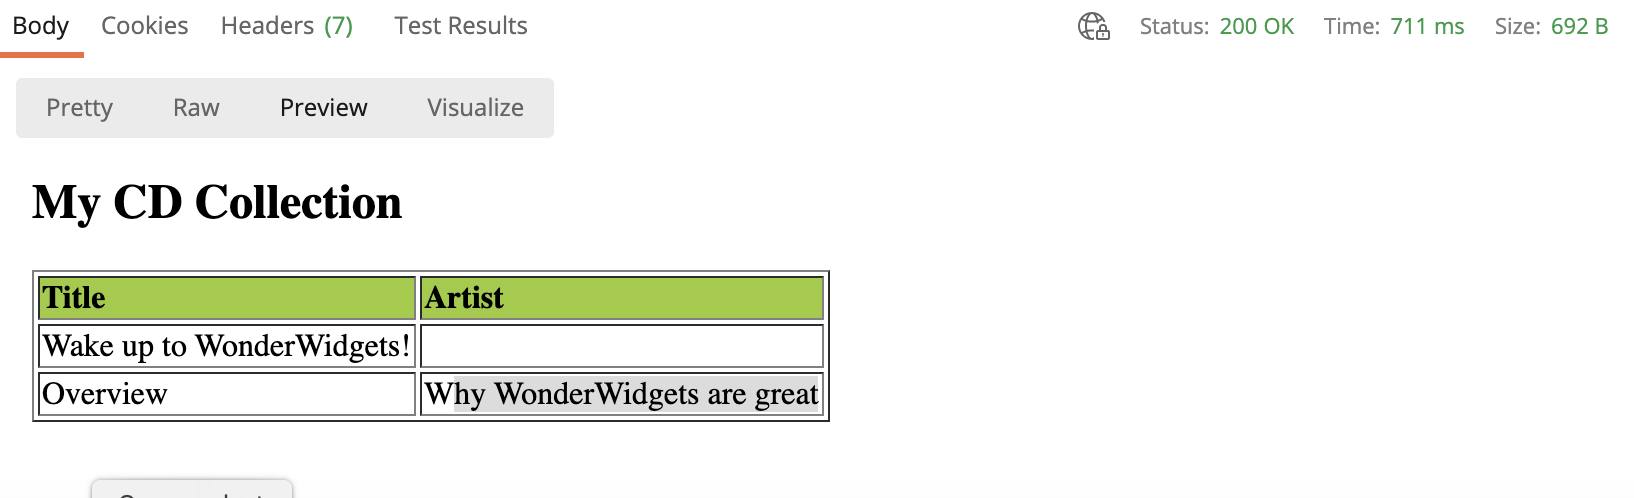 Body Cookies Headers (7) Test Results Status: 200 OK Time: 711 ms Size: 692 B
Pretty Raw Preview Visualize
My CD Collection
Title Artist
Wake up to WonderWidgets!
Overview Why WonderWidgets are great